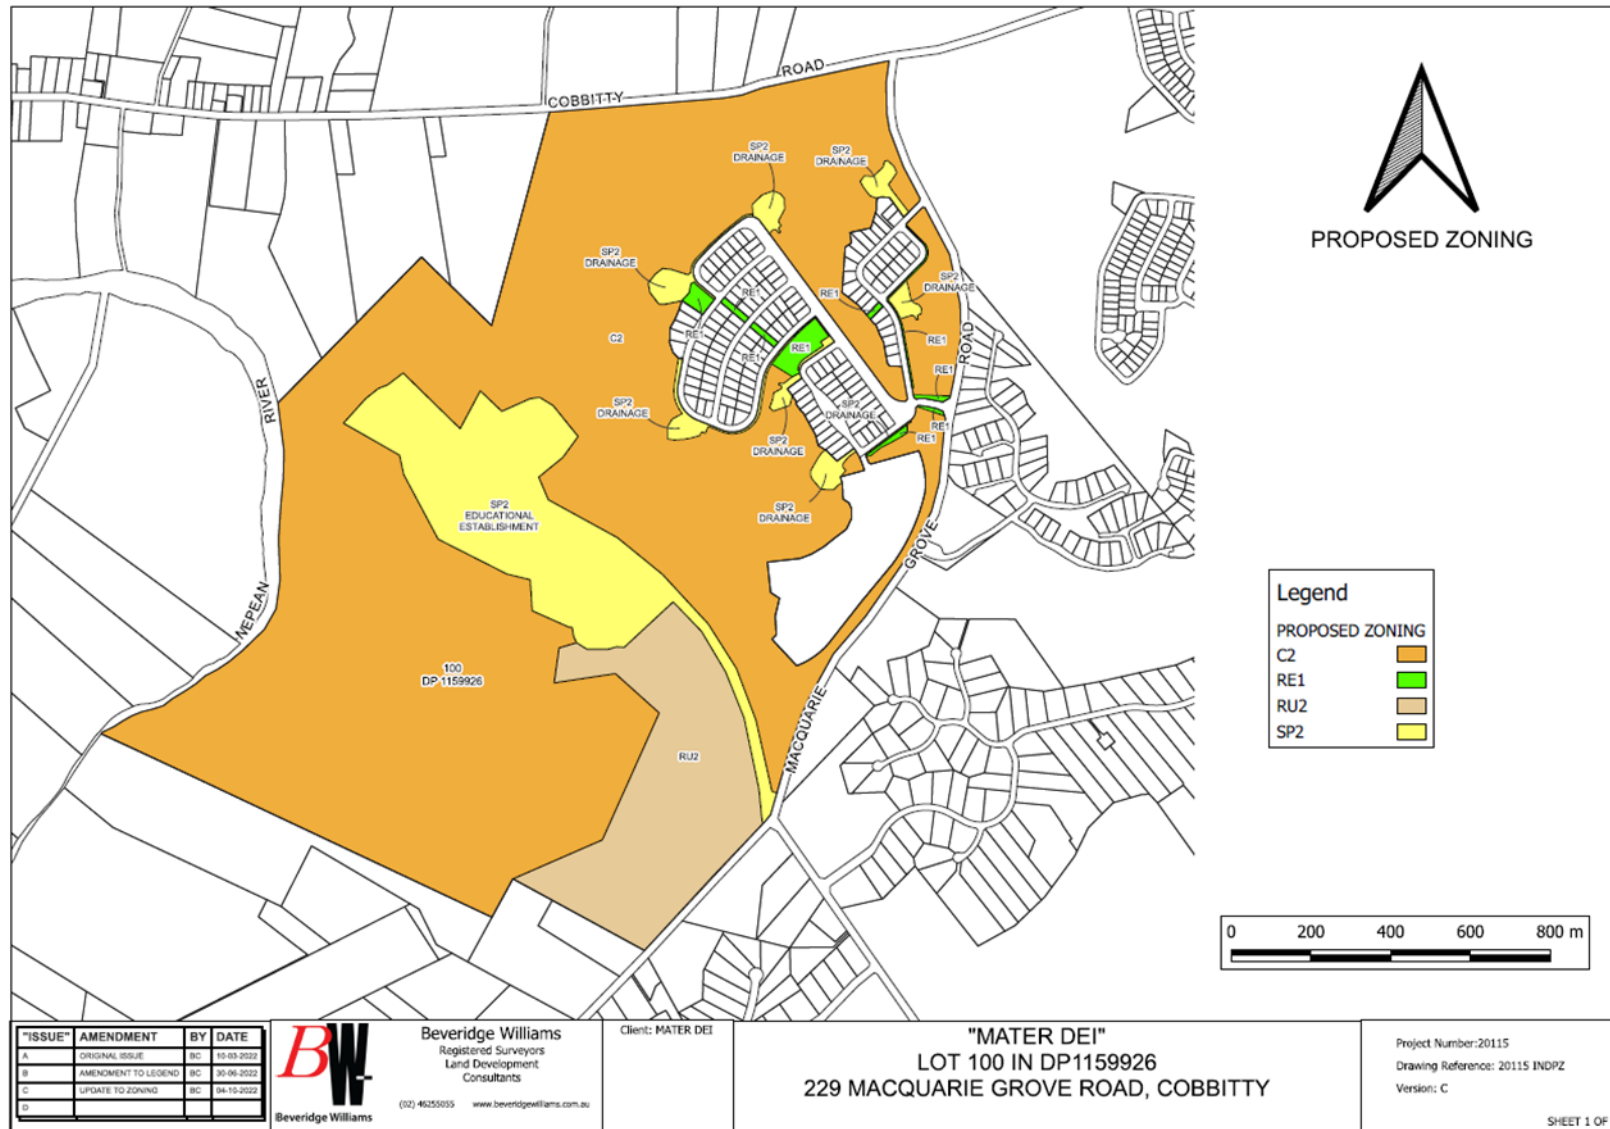 COBBITTY
ROAD
SP2
DRAINAGE
SP2
DRAINAGE
SP2
DRAINAGE
SP2
DRAINAGE
RE1
RE1
C2
RE1
RE1
RE1
RE1
RE1
ROAD
SP2
DRAINAGE
SP2
DRAINAGE
SP2
DRAINAGE
RE1
RE1
SP2
DRAINAGE
SP2
EDUCATIONAL
ESTABLISHMENT
RIVER
NEPEAN
GROVE
MACQUARIE
100
DP 1159926
RU2
PROPOSED ZONING
Legend
PROPOSED ZONING
C2
RE1
RU2
SP2
0 200 400 600 800 m
"ISSUE" AMENDMENT BY DATE
A ORIGINAL ISSUE BC 10-03-2022
B AMENDMENT TO LEGEND BC 30-06-2022
C UPDATE TO ZONING BC 04-10-2022
D
BW
Beveridge Williams
Beveridge Williams
Registered Surveyors
Land Development
Consultants
(02) 46255055 www.beveridgewilliams.com.au
Client: MATER DEI
"MATER DEI"
LOT 100 IN DP1159926
229 MACQUARIE GROVE ROAD, COBBITTY
Project Number:20115
Drawing Reference: 20115 INDPZ
Version: C
SHEET 1 OF